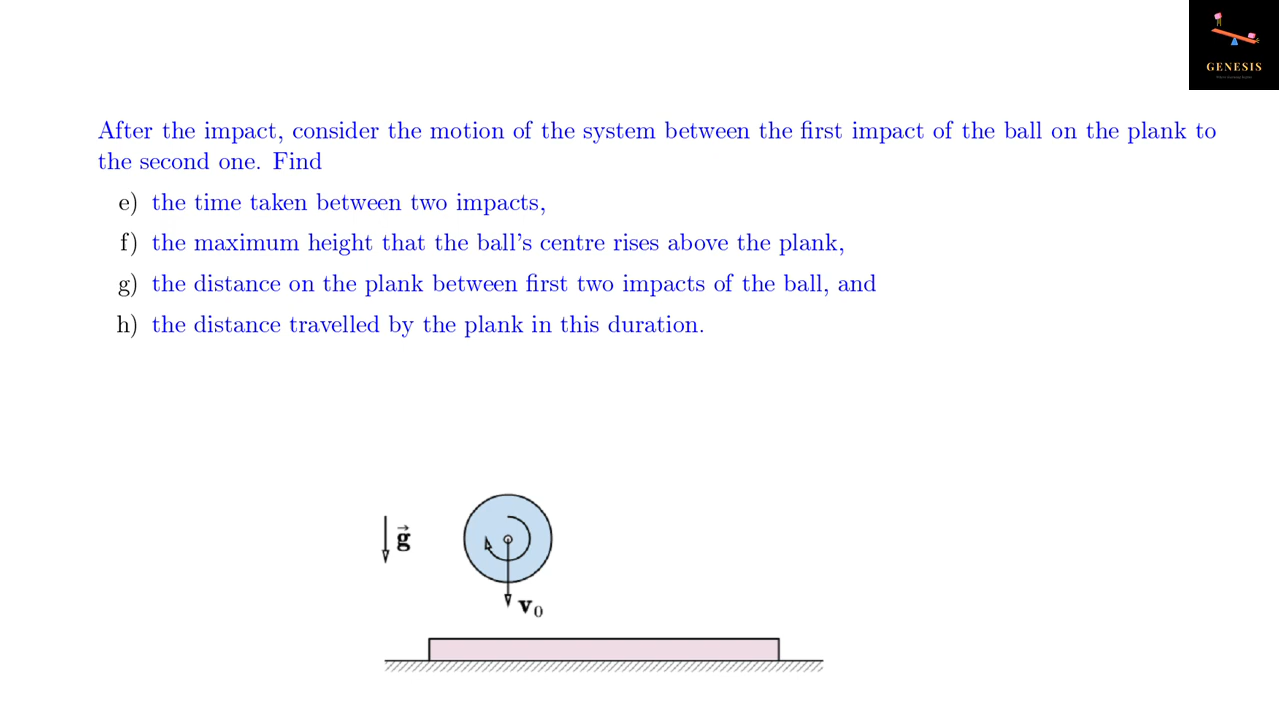 GENESIS
After the impact, consider the motion of the system between the first impact of the ball on the plank to
the second one. Find
e) the time taken between two impacts,
f) the maximum height that the ball's centre rises above the plank,
g) the distance on the plank between first two impacts of the ball, and
h) the distance travelled by the plank in this duration.
g⃗
v₀